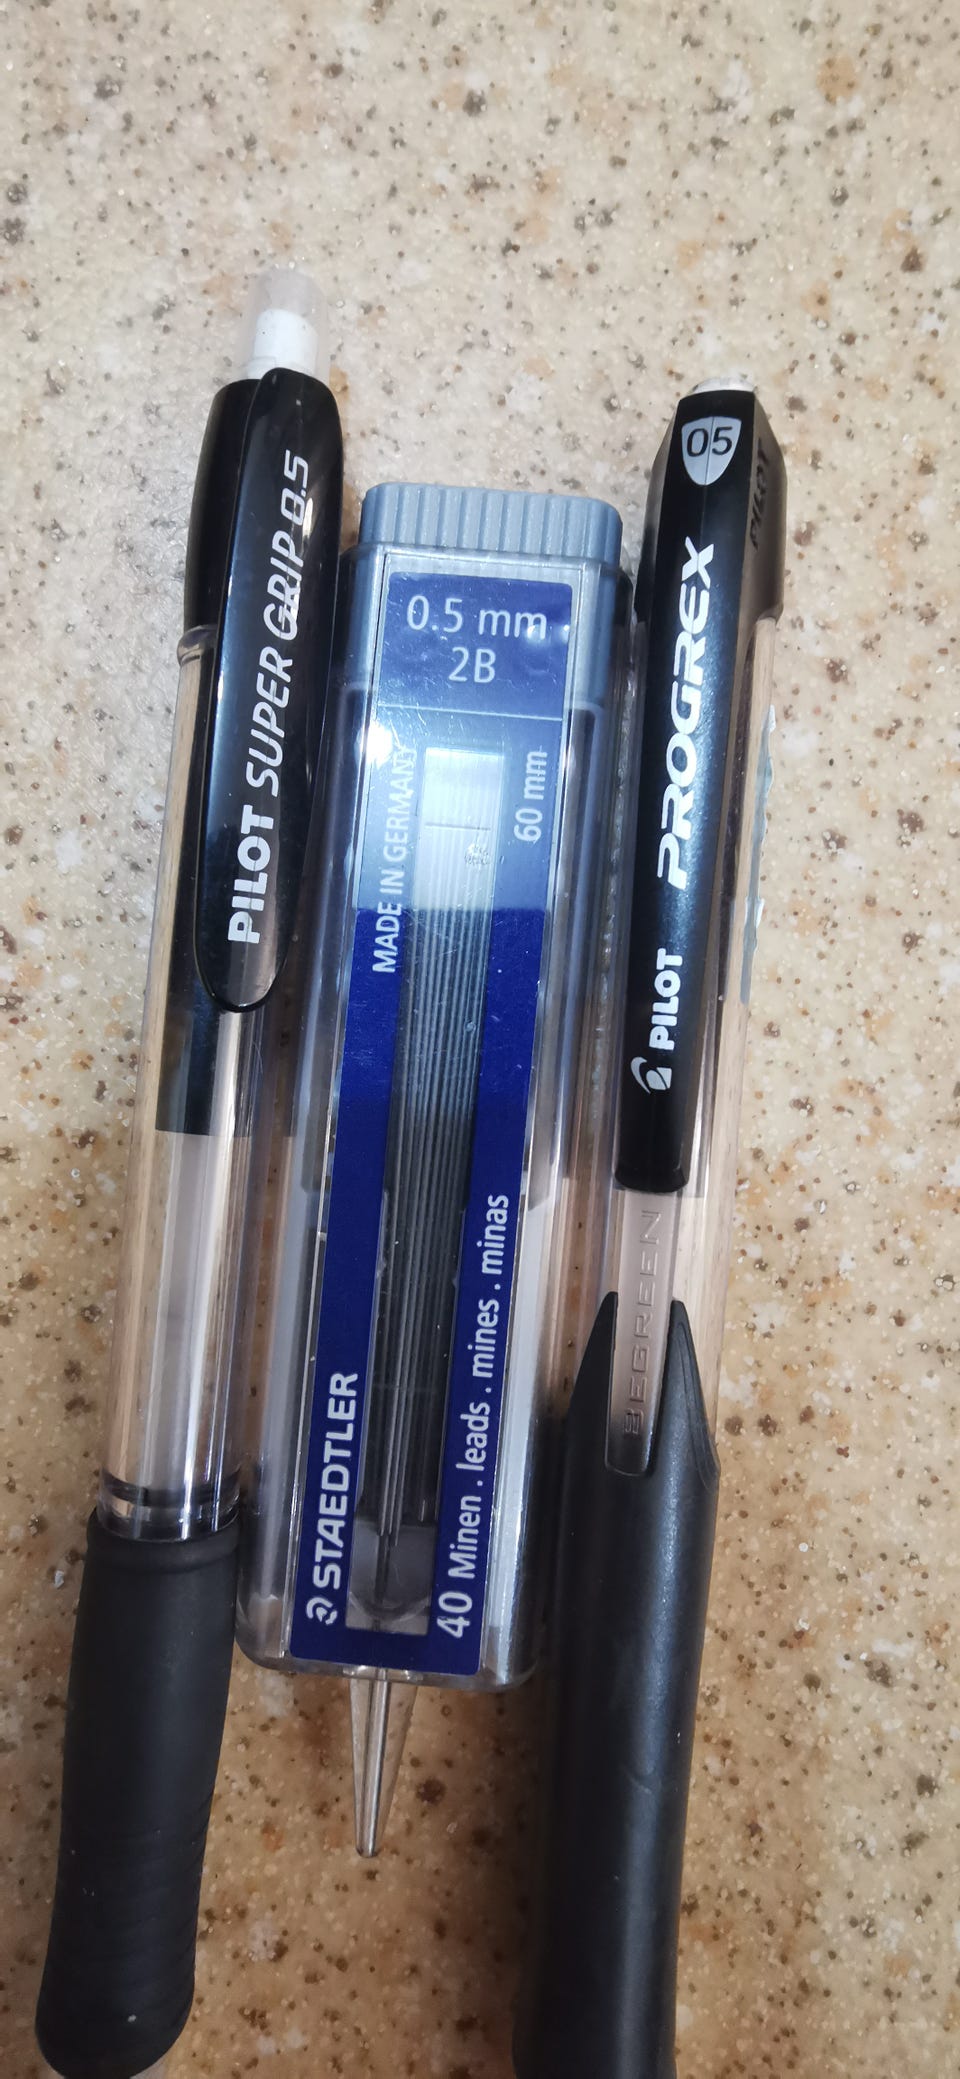 PILOT SUPER GRIP 0.5
0.5 mm
2B
MADE IN GERMANY
60 mm
STAEDTLER
40 Minen . leads . mines . minas
05
PILOT
PILOT PROGREX
BEGREEN